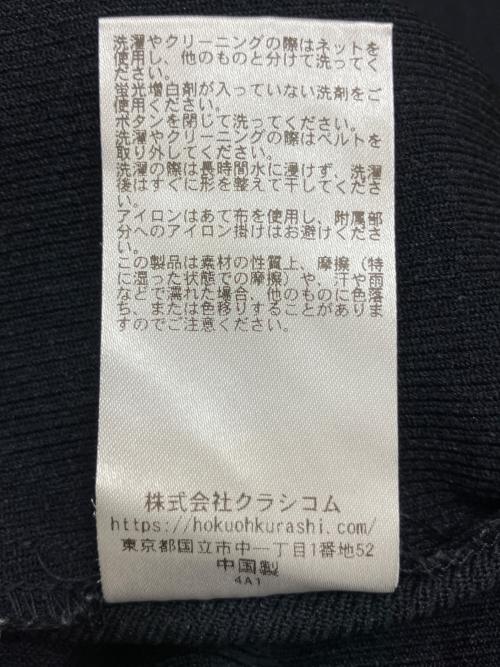 洗濯やクリーニングの際はネットを
使用し、他のものと分けて洗ってく
ださい。
蛍光増白剤が入っていない洗剤をご
使用ください。
ボタンを閉じて洗ってください。
洗濯やクリーニングの際はベルトを
取り外してください。
洗濯の際は長時間水に浸けず、洗濯
後はすぐに形を整えて干してくださ
い。
アイロンはあて布を使用し、附属部
分へのアイロン掛けはお避けくださ
い。
この製品は素材の性質上、摩擦（特
に湿った状態での摩擦）や、汗や雨
などで濡れた場合、他のものに色落
ち、または色移りすることがありま
すのでご注意ください。
株式会社クラシコム
https://hokuohkurashi.com/
東京都国立市中一丁目1番地52
中国製
4A1